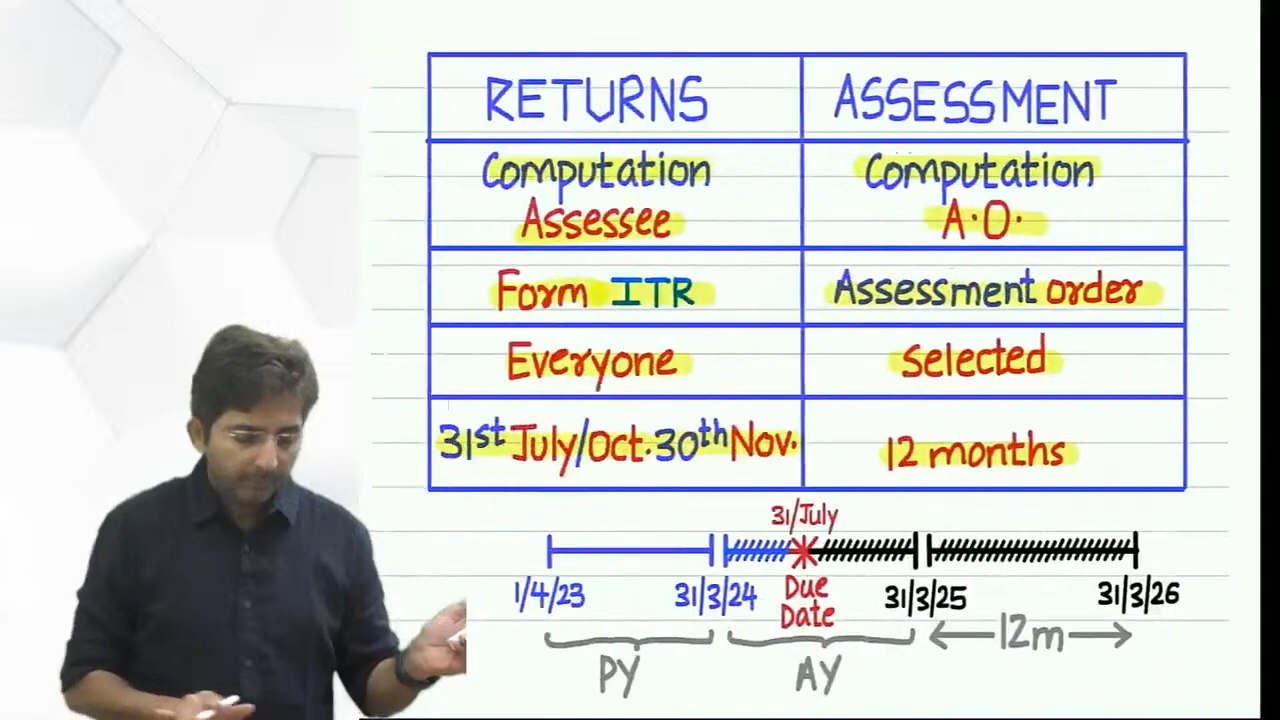 RETURNS
ASSESSMENT
Computation
Assessee
Computation
A.O.
Form ITR
Assessment order
Everyone
Selected
31st July/Oct. 30th Nov.
12 months
31/July
1/4/23
31/3/24
Due
Date
31/3/25
31/3/26
PY
AY
12m